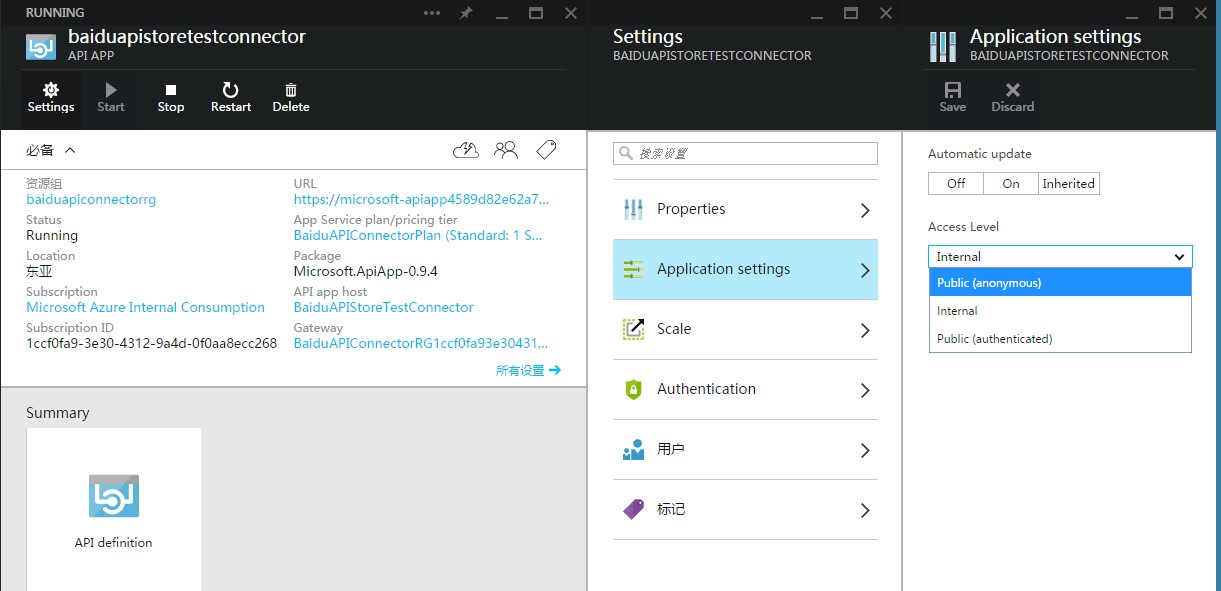 RUNNING
baiduapistoretestconnector
API APP
Settings
Start
Stop
Restart
Delete
必备
资源组
baiduapiconnectorrg
URL
https://microsoft-apiapp4589d82e62a7...
Status
Running
App Service plan/pricing tier
BaiduAPIConnectorPlan (Standard: 1 S...
Location
东亚
Package
Microsoft.ApiApp-0.9.4
Subscription
Microsoft Azure Internal Consumption
API app host
BaiduAPIStoreTestConnector
Subscription ID
1ccf0fa9-3e30-4312-9a4d-0f0aa8ecc268
Gateway
BaiduAPIConnectorRG1ccf0fa93e30431...
所有设置
Summary
API definition
Settings
BAIDUAPISTORETESTCONNECTOR
搜索设置
Properties
Application settings
Scale
Authentication
用户
标记
Application settings
BAIDUAPISTORETESTCONNECTOR
Save
Discard
Automatic update
Off
On
Inherited
Access Level
Internal
Public (anonymous)
Internal
Public (authenticated)